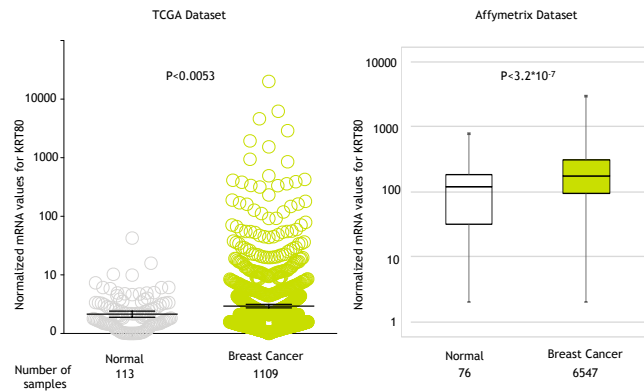 TCGA Dataset
P<0.0053
Normalized mRNA values for KRT80
10000
1000
100
10
0
Normal
Breast Cancer
Number of samples
113
1109
Affymetrix Dataset
P<3.2*10-7
Normalized mRNA values for KRT80
10000
1000
100
10
1
Normal
Breast Cancer
76
6547